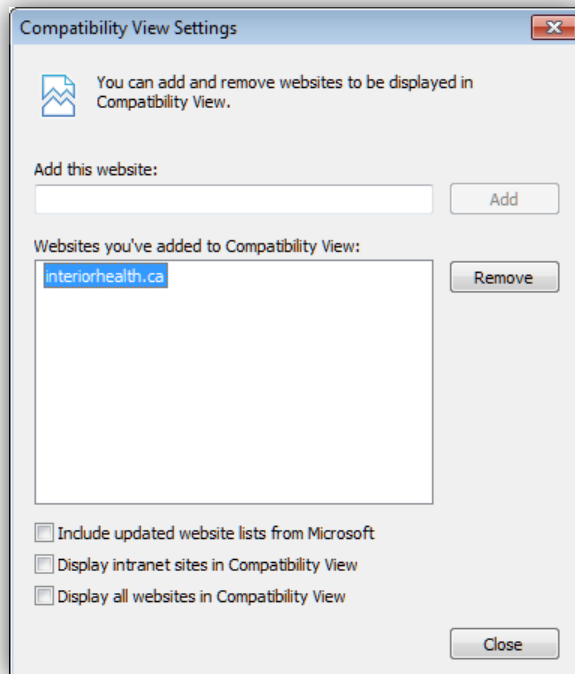 Compatibility View Settings
You can add and remove websites to be displayed in
Compatibility View.
Add this website:
Add
Websites you've added to Compatibility View:
interiorhealth.ca
Remove
Include updated website lists from Microsoft
Display intranet sites in Compatibility View
Display all websites in Compatibility View
Close